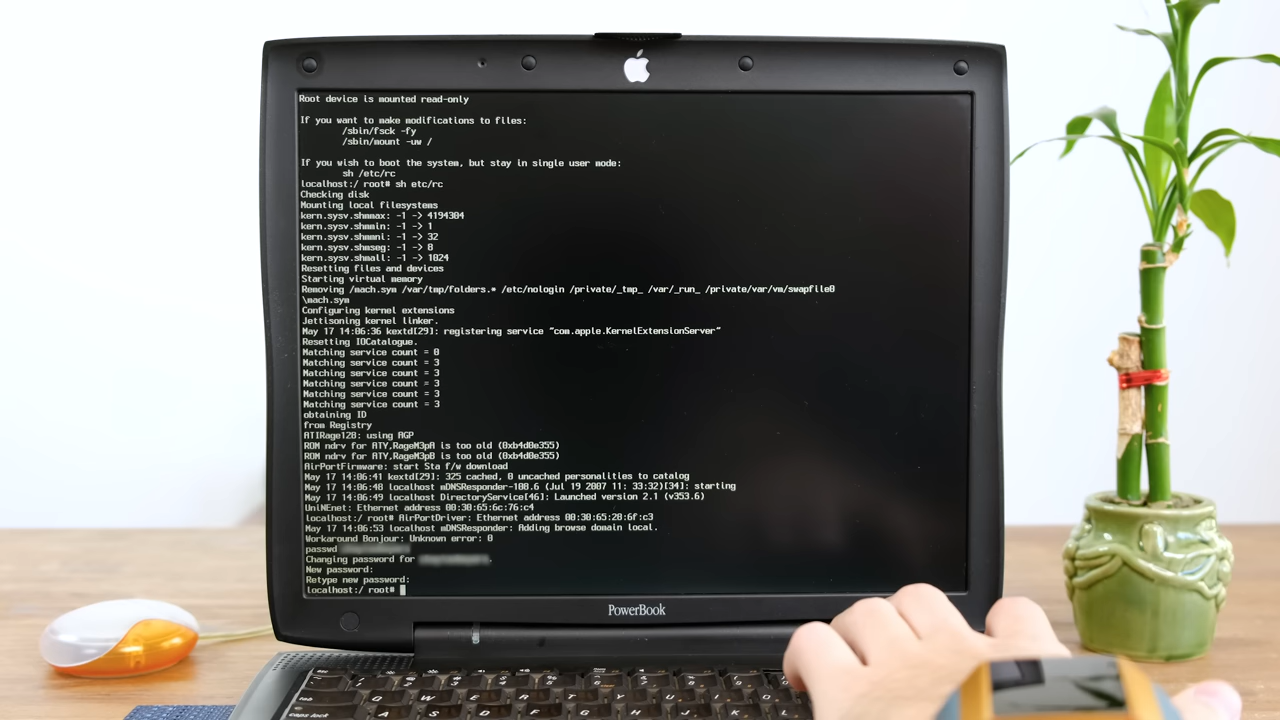 Root device is mounted read-only
If you want to make modifications to files:
/sbin/fsck -fy
/sbin/mount -uw /
If you wish to boot the system, but stay in single user mode:
sh /etc/rc
localhost:/ root# sh etc/rc
Checking disk
Mounting local filesystems
kern.sysv.shmmax: -1 -> 4194304
kern.sysv.shmmin: -1 -> 1
kern.sysv.shmmni: -1 -> 32
kern.sysv.shmseg: -1 -> 8
kern.sysv.shmall: -1 -> 1024
Resetting files and devices
Starting virtual memory
Removing /mach.sym /var/tmp/folders.* /etc/nologin /private/_tmp_ /var/_run_ /private/var/vm/swapfile0
\mach.sym
Configuring kernel extensions
Jettisoning kernel linker.
May 17 14:06:36 kextd[29]: registering service "com.apple.KernelExtensionServer"
Resetting IOCatalogue.
Matching service count = 0
Matching service count = 3
Matching service count = 3
Matching service count = 3
Matching service count = 3
Matching service count = 3
obtaining ID
from Registry
ATIRage128: using AGP
ROM ndrv for ATY,RageM3pA is too old (0xb4d0e355)
ROM ndrv for ATY,RageM3pB is too old (0xb4d0e355)
AirPortFirmware: start Sta f/w download
May 17 14:06:41 kextd[29]: 325 cached, 0 uncached personalities to catalog
May 17 14:06:48 localhost mDNSResponder-108.6 (Jul 19 2007 11: 33:32)[34]: starting
May 17 14:06:49 localhost DirectoryService[46]: Launched version 2.1 (v353.6)
UniNEnet: Ethernet address 00:30:65:6c:76:c4
localhost:/ root# AirPortDriver: Ethernet address 00:30:65:28:6f:c3
May 17 14:06:53 localhost mDNSResponder: Adding browse domain local.
Workaround Bonjour: Unknown error: 0
passwd
Changing password for
New password:
Retype new password:
localhost:/ root#
PowerBook
esc
tab Q W E R T Y U I O
caps lock A S D F G H J K L